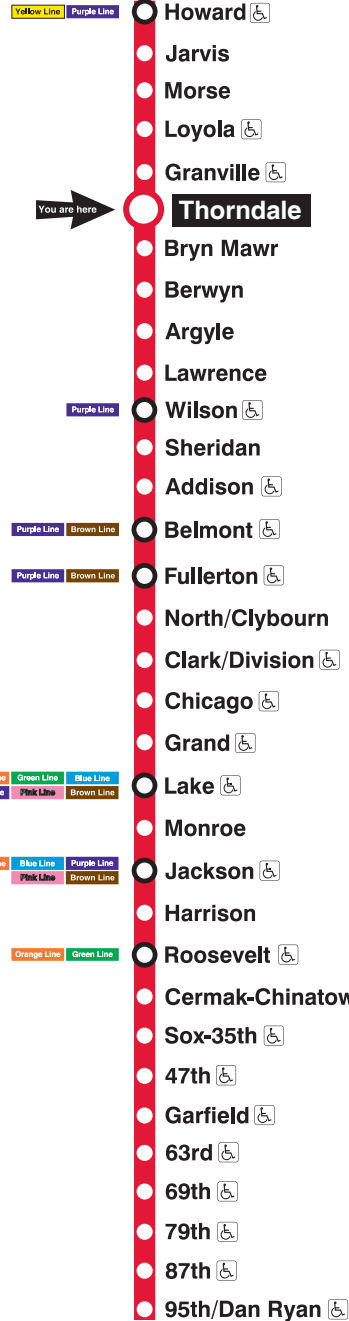 Yellow Line Purple Line Howard
Jarvis
Morse
Loyola
Granville
You are here Thorndale
Bryn Mawr
Berwyn
Argyle
Lawrence
Purple Line Wilson
Sheridan
Addison
Purple Line Brown Line Belmont
Purple Line Brown Line Fullerton
North/Clybourn
Clark/Division
Chicago
Grand
Green Line Blue Line
Lake
Pink Line Brown Line
Monroe
Blue Line Purple Line
Jackson
Pink Line Brown Line
Harrison
Orange Line Green Line Roosevelt
Cermak-Chinatow
Sox-35th
47th
Garfield
63rd
69th
79th
87th
95th/Dan Ryan